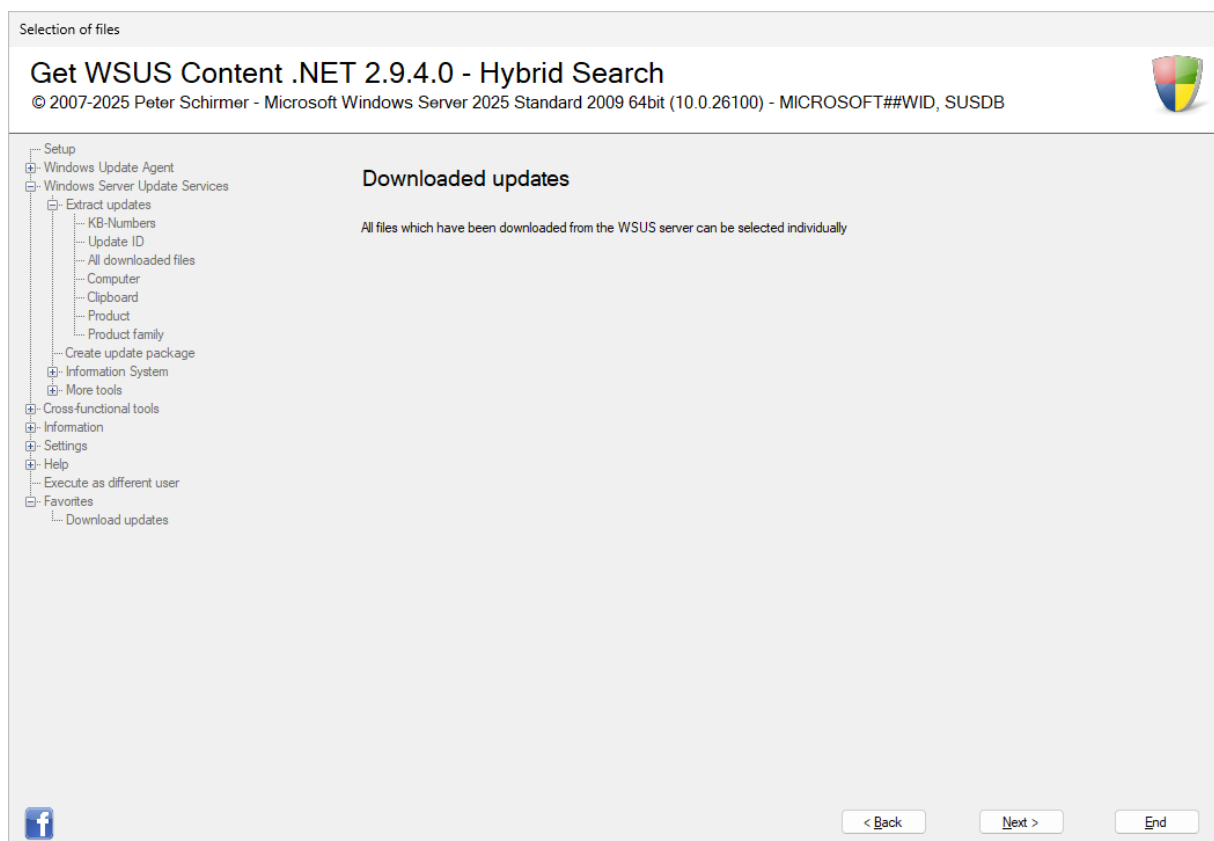 Selection of files
Get WSUS Content .NET 2.9.4.0 - Hybrid Search
© 2007-2025 Peter Schirmer - Microsoft Windows Server 2025 Standard 2009 64bit (10.0.26100) - MICROSOFT##WID, SUSDB
Setup
Windows Update Agent
Windows Server Update Services
Extract updates
KB-Numbers
Update ID
All downloaded files
Computer
Clipboard
Product
Product family
Create update package
Information System
More tools
Cross-functional tools
Information
Settings
Help
Execute as different user
Favorites
Download updates
Downloaded updates
All files which have been downloaded from the WSUS server can be selected individually
f
< Back
Next >
End